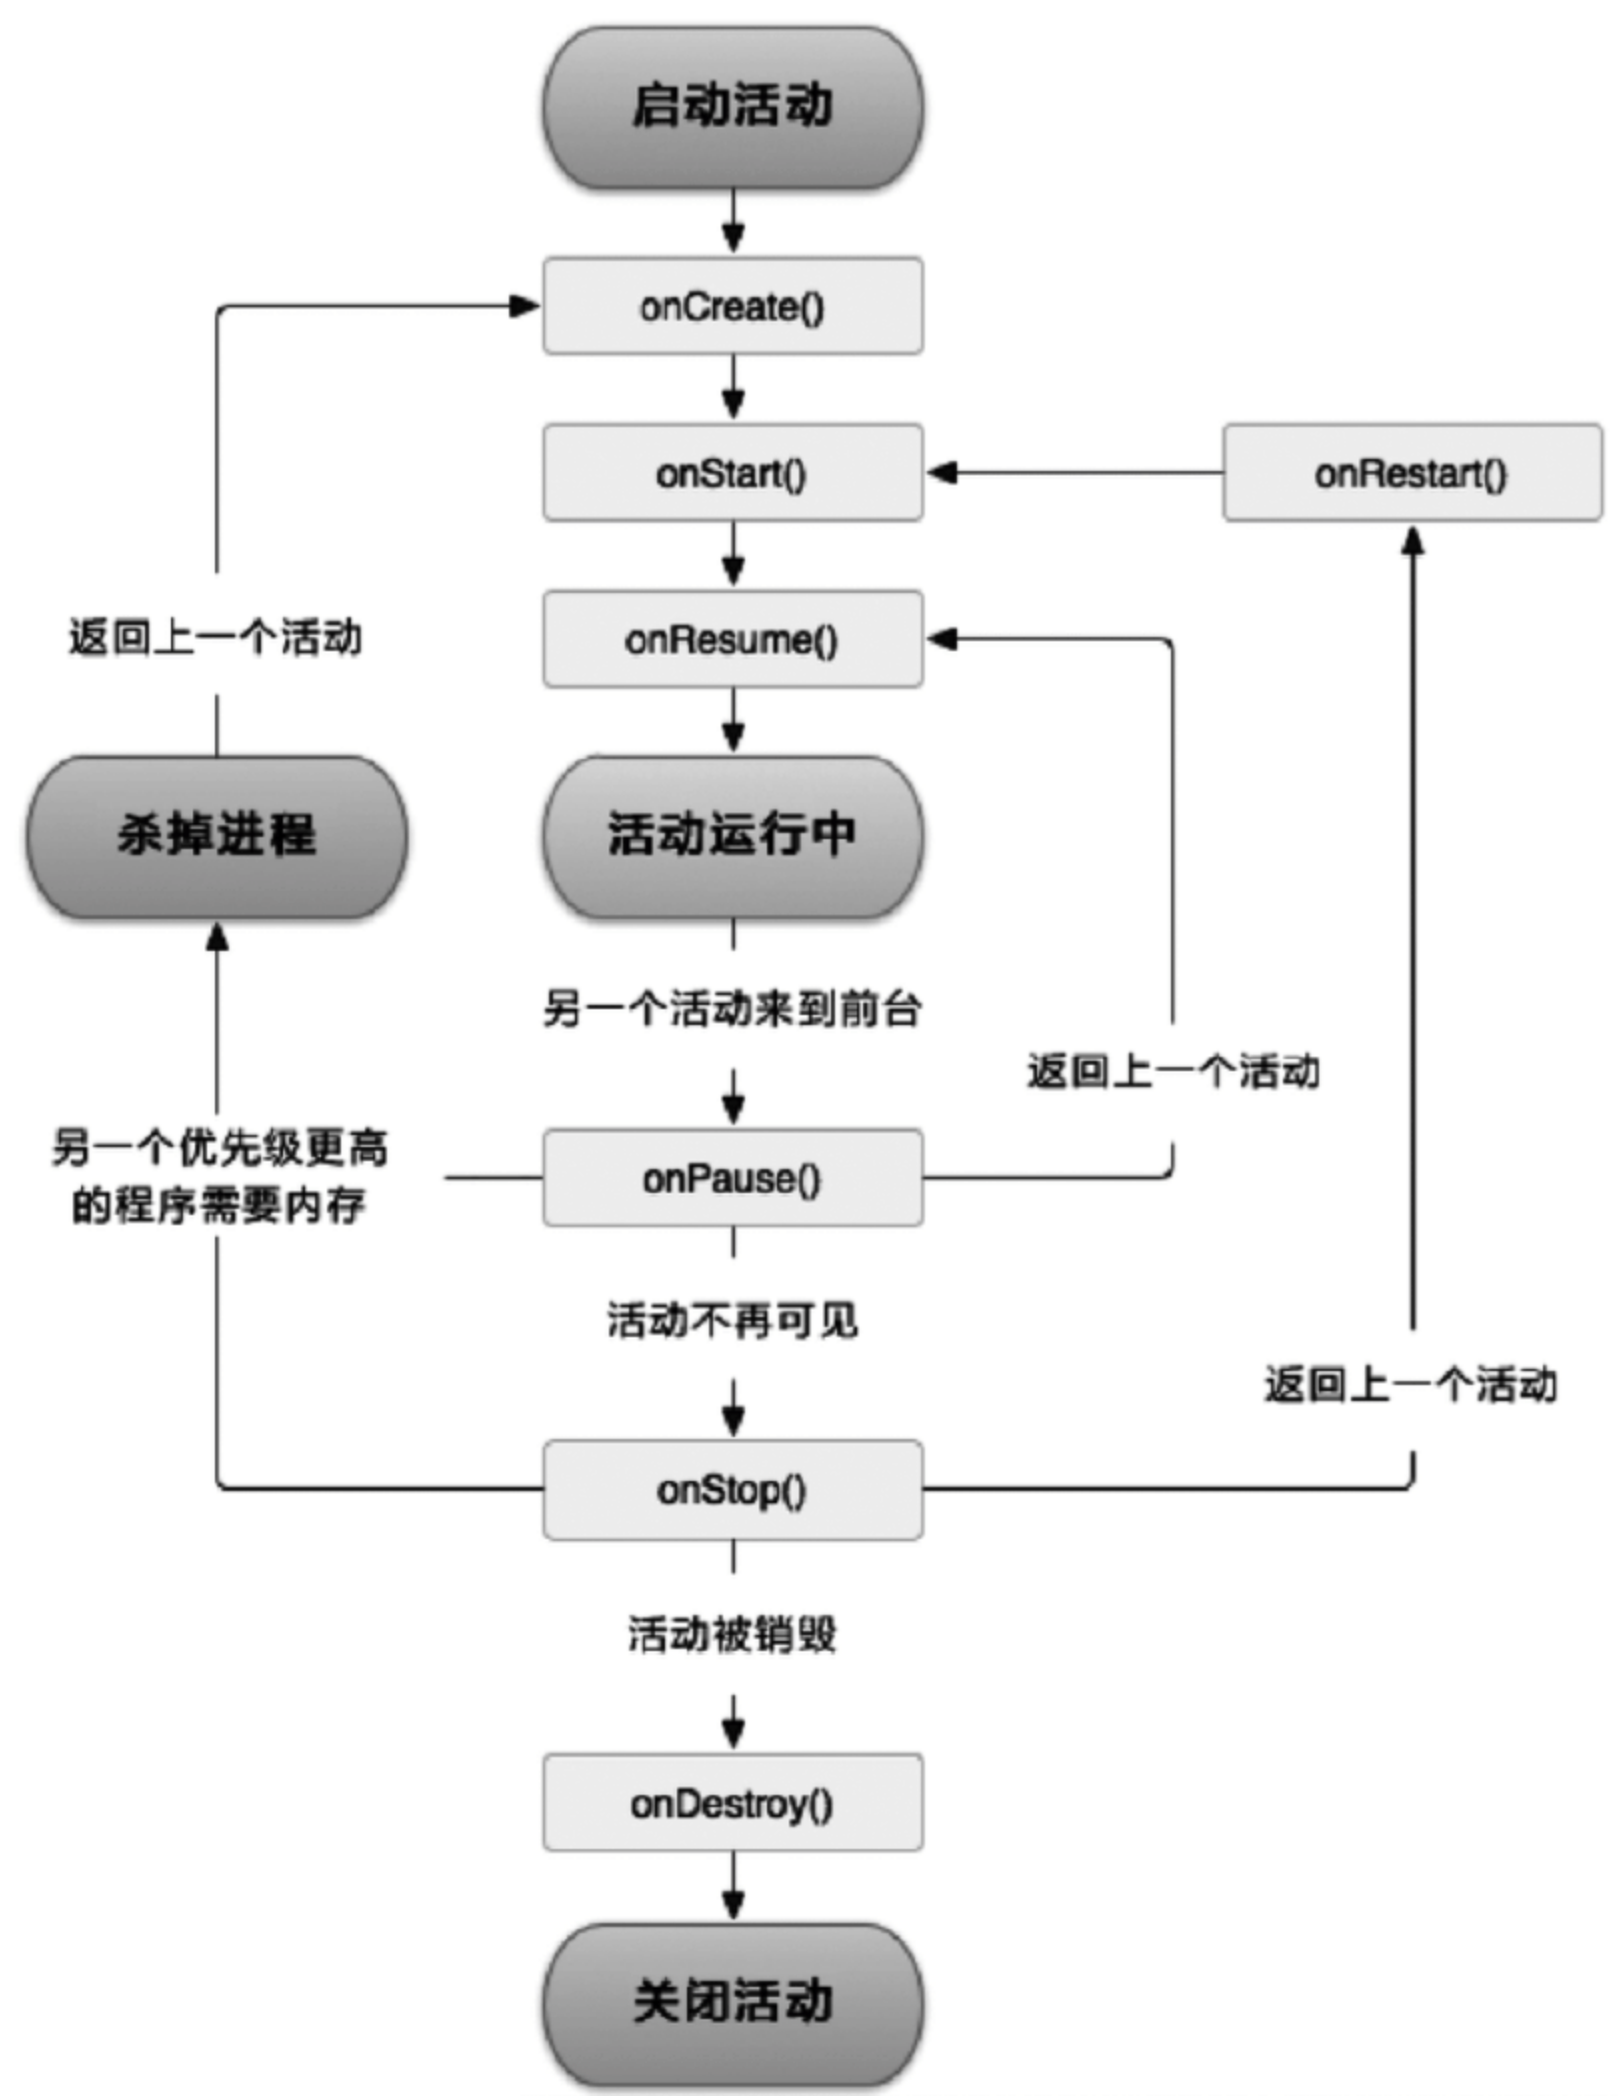 启动活动
onCreate()
onStart()
onRestart()
返回上一个活动
onResume()
杀掉进程
活动运行中
另一个活动来到前台
返回上一个活动
另一个优先级更高
的程序需要内存
onPause()
活动不再可见
返回上一个活动
onStop()
活动被销毁
onDestroy()
关闭活动